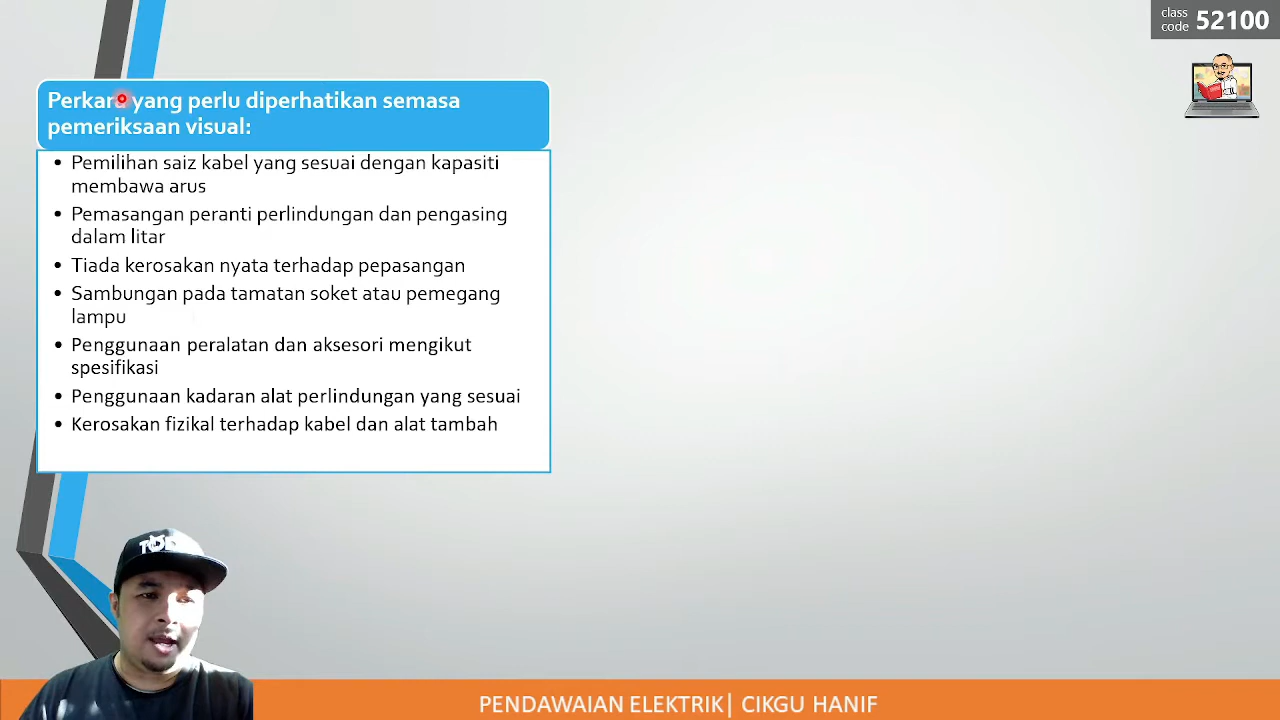 class
code 52100
Perkara yang perlu diperhatikan semasa
pemeriksaan visual:
• Pemilihan saiz kabel yang sesuai dengan kapasiti
membawa arus
• Pemasangan peranti perlindungan dan pengasing
dalam litar
• Tiada kerosakan nyata terhadap pepasangan
• Sambungan pada tamatan soket atau pemegang
lampu
• Penggunaan peralatan dan aksesori mengikut
spesifikasi
• Penggunaan kadaran alat perlindungan yang sesuai
• Kerosakan fizikal terhadap kabel dan alat tambah
PENDAWAIAN ELEKTRIK| CIKGU HANIF